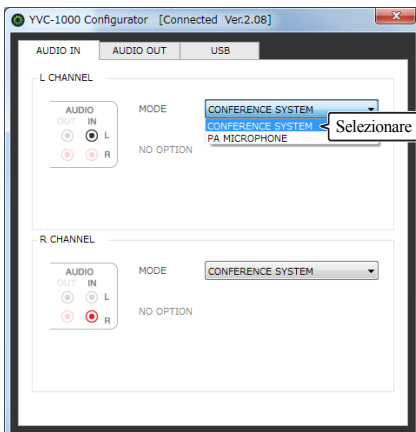 YVC-1000 Configurator [Connected Ver.2.08]
AUDIO IN AUDIO OUT USB
L CHANNEL
AUDIO
OUT IN
L
R
MODE CONFERENCE SYSTEM
CONFERENCE SYSTEM
PA MICROPHONE
Selezionare
NO OPTION
R CHANNEL
AUDIO
OUT IN
L
R
MODE CONFERENCE SYSTEM
NO OPTION